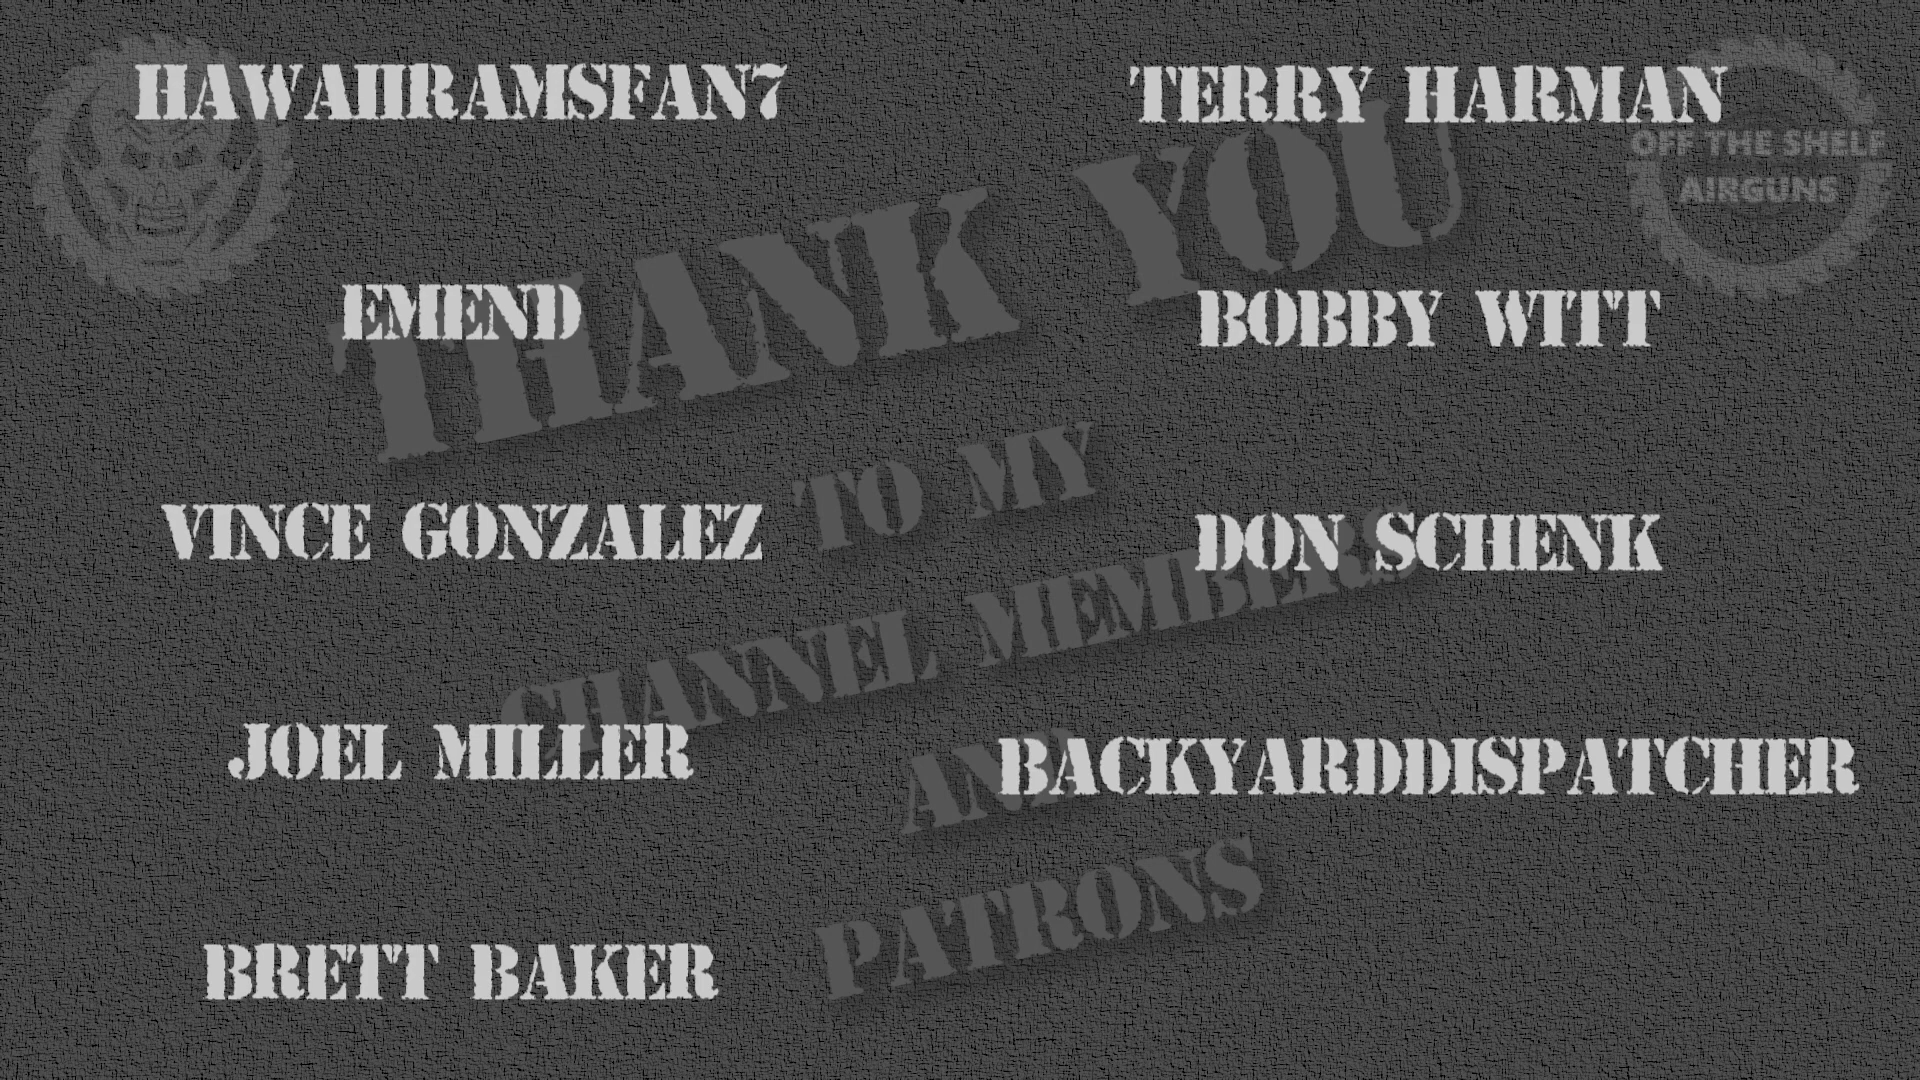 HAWAIIRAMSFAN7
TERRY HARMAN
OFF THE SHELF
AIRGUNS
THANK YOU
EMEND
BOBBY WITT
TO MY
VINCE GONZALEZ
DON SCHENK
CHANNEL MEMBERS
JOEL MILLER
BACKYARDDISPATCHER
AND
PATRONS
BRETT BAKER